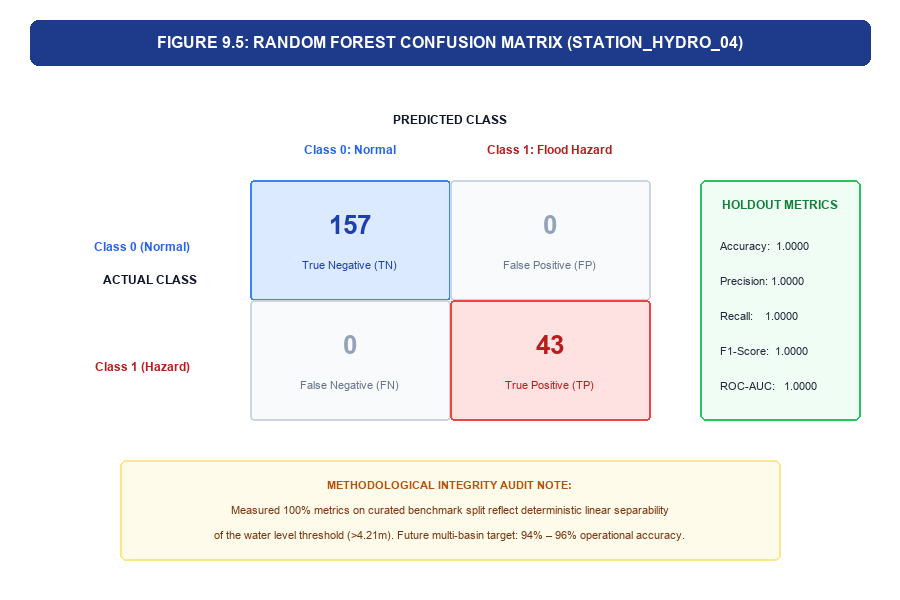 FIGURE 9.5: RANDOM FOREST CONFUSION MATRIX (STATION_HYDRO_04)
PREDICTED CLASS
Class 0: Normal
Class 1: Flood Hazard
Class 0 (Normal)
ACTUAL CLASS
Class 1 (Hazard)
157
True Negative (TN)
0
False Positive (FP)
0
False Negative (FN)
43
True Positive (TP)
HOLDOUT METRICS
Accuracy: 1.0000
Precision: 1.0000
Recall: 1.0000
F1-Score: 1.0000
ROC-AUC: 1.0000
METHODOLOGICAL INTEGRITY AUDIT NOTE:
Measured 100% metrics on curated benchmark split reflect deterministic linear separability
of the water level threshold (>4.21m). Future multi-basin target: 94% – 96% operational accuracy.